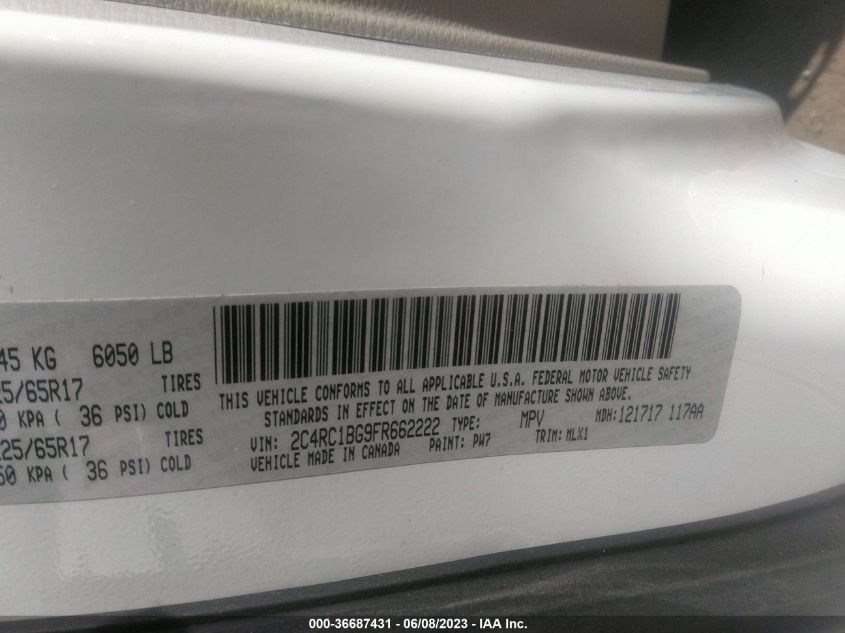 45 KG 6050 LB
25/65R17 TIRES
0 KPA ( 36 PSI) COLD
25/65R17 TIRES
50 KPA ( 36 PSI) COLD
THIS VEHICLE CONFORMS TO ALL APPLICABLE U.S.A. FEDERAL MOTOR VEHICLE SAFETY
STANDARDS IN EFFECT ON THE DATE OF MANUFACTURE SHOWN ABOVE.
VIN: 2C4RC1BG9FR662222 TYPE: MPV MDH:121717 117AA
VEHICLE MADE IN CANADA PAINT: PW7 TRIM: MLX1
000-36687431 - 06/08/2023 - IAA Inc.